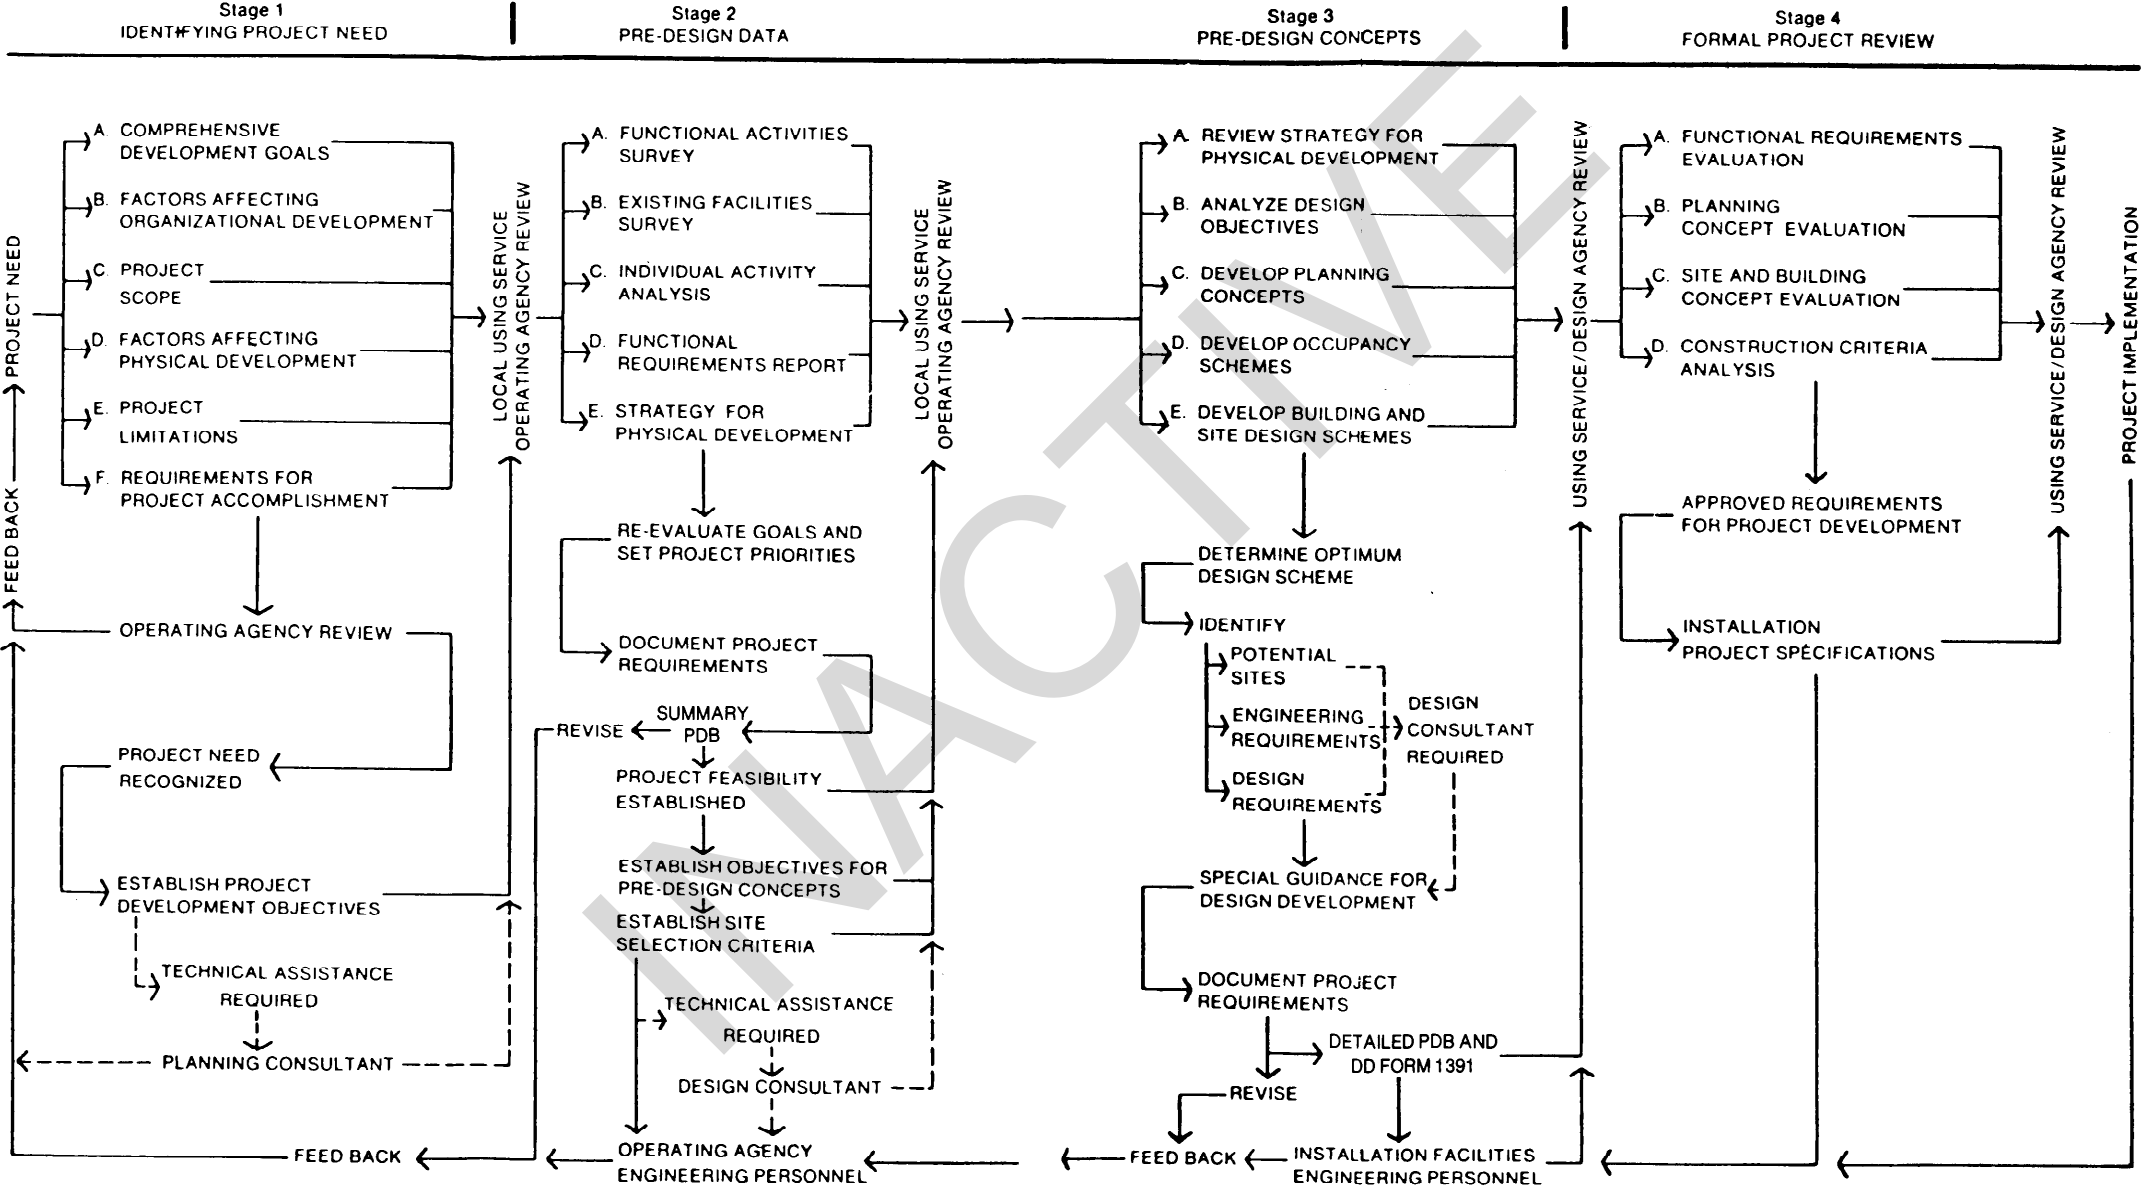 Stage 1
IDENTIFYING PROJECT NEED
Stage 2
PRE-DESIGN DATA
Stage 3
PRE-DESIGN CONCEPTS
Stage 4
FORMAL PROJECT REVIEW
PROJECT NEED
FEED BACK
A. COMPREHENSIVE
DEVELOPMENT GOALS
B. FACTORS AFFECTING
ORGANIZATIONAL DEVELOPMENT
C. PROJECT
SCOPE
D. FACTORS AFFECTING
PHYSICAL DEVELOPMENT
E. PROJECT
LIMITATIONS
F. REQUIREMENTS FOR
PROJECT ACCOMPLISHMENT
OPERATING AGENCY REVIEW
PROJECT NEED
RECOGNIZED
ESTABLISH PROJECT
DEVELOPMENT OBJECTIVES
TECHNICAL ASSISTANCE
REQUIRED
PLANNING CONSULTANT
FEED BACK
LOCAL USING SERVICE
OPERATING AGENCY REVIEW
A. FUNCTIONAL ACTIVITIES
SURVEY
B. EXISTING FACILITIES
SURVEY
C. INDIVIDUAL ACTIVITY
ANALYSIS
D. FUNCTIONAL
REQUIREMENTS REPORT
E. STRATEGY FOR
PHYSICAL DEVELOPMENT
RE-EVALUATE GOALS AND
SET PROJECT PRIORITIES
DOCUMENT PROJECT
REQUIREMENTS
REVISE
SUMMARY
PDB
PROJECT FEASIBILITY
ESTABLISHED
ESTABLISH OBJECTIVES FOR
PRE-DESIGN CONCEPTS
ESTABLISH SITE
SELECTION CRITERIA
TECHNICAL ASSISTANCE
REQUIRED
DESIGN CONSULTANT
OPERATING AGENCY
ENGINEERING PERSONNEL
LOCAL USING SERVICE
OPERATING AGENCY REVIEW
A. REVIEW STRATEGY FOR
PHYSICAL DEVELOPMENT
B. ANALYZE DESIGN
OBJECTIVES
C. DEVELOP PLANNING
CONCEPTS
D. DEVELOP OCCUPANCY
SCHEMES
E. DEVELOP BUILDING AND
SITE DESIGN SCHEMES
DETERMINE OPTIMUM
DESIGN SCHEME
IDENTIFY
POTENTIAL
SITES
ENGINEERING
REQUIREMENTS
DESIGN
REQUIREMENTS
DESIGN
CONSULTANT
REQUIRED
SPECIAL GUIDANCE FOR
DESIGN DEVELOPMENT
DOCUMENT PROJECT
REQUIREMENTS
DETAILED PDB AND
DD FORM 1391
REVISE
FEED BACK
INSTALLATION FACILITIES
ENGINEERING PERSONNEL
USING SERVICE/DESIGN AGENCY REVIEW
A. FUNCTIONAL REQUIREMENTS
EVALUATION
B. PLANNING
CONCEPT EVALUATION
C. SITE AND BUILDING
CONCEPT EVALUATION
D. CONSTRUCTION CRITERIA
ANALYSIS
APPROVED REQUIREMENTS
FOR PROJECT DEVELOPMENT
INSTALLATION
PROJECT SPECIFICATIONS
USING SERVICE/DESIGN AGENCY REVIEW
PROJECT IMPLEMENTATION
INACTIVE